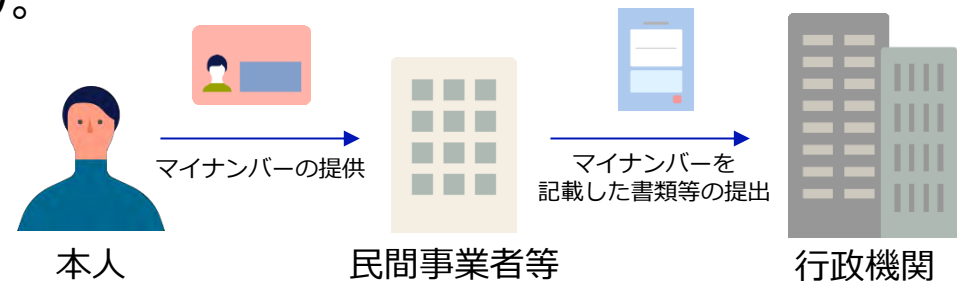 う。
マイナンバーの提供
マイナンバーを
記載した書類等の提出
本人
民間事業者等
行政機関